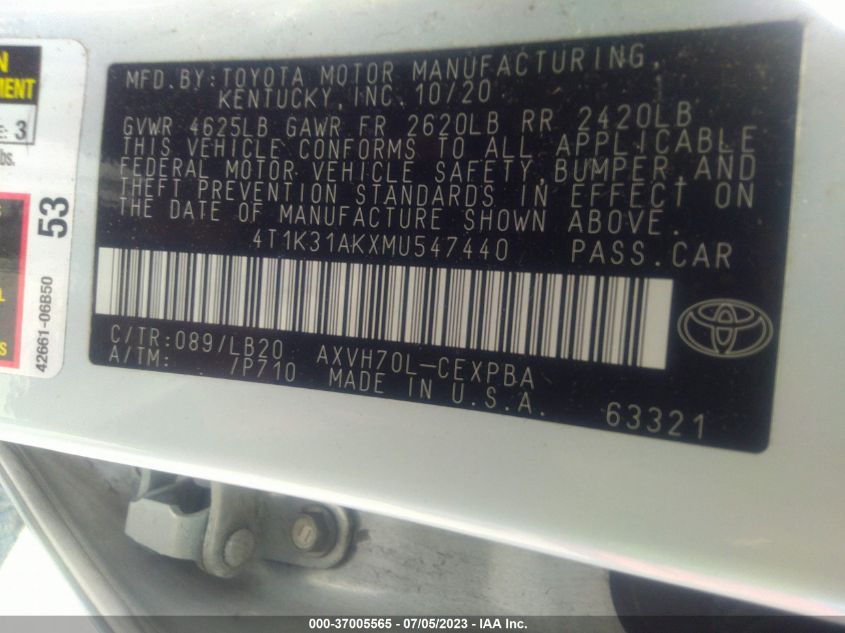 MFD. BY: TOYOTA MOTOR MANUFACTURING,
KENTUCKY, INC. 10/20
GVWR 4625LB GAWR FR 2620LB RR 2420LB
THIS VEHICLE CONFORMS TO ALL APPLICABLE
FEDERAL MOTOR VEHICLE SAFETY, BUMPER, AND
THEFT PREVENTION STANDARDS IN EFFECT ON
THE DATE OF MANUFACTURE SHOWN ABOVE.
4T1K31AKXMU547440 PASS. CAR
C/TR: 089/LB20 AXVH70L-CEXPBA
A/TM: /P710 MADE IN U.S.A.
63321
53
42661-06B50
3
000-37005565 - 07/05/2023 - IAA Inc.